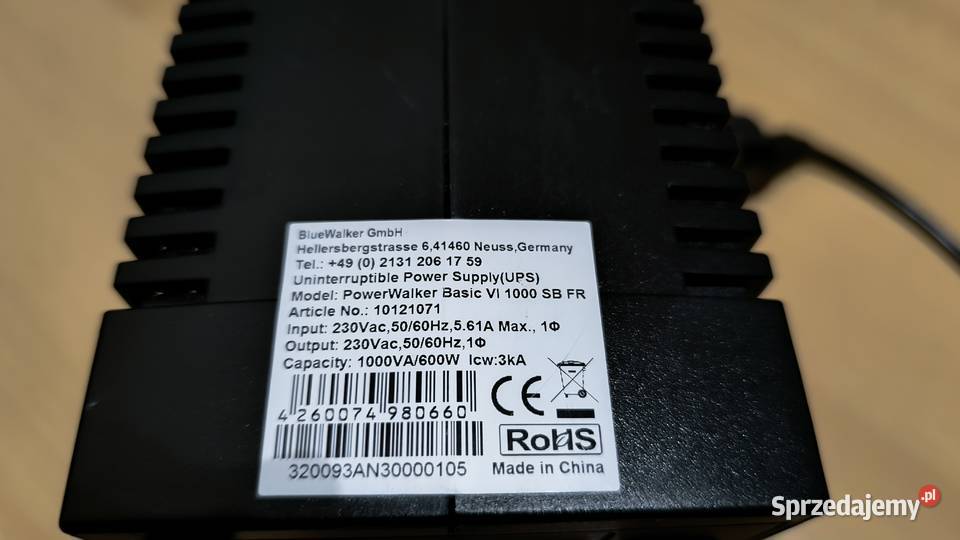 BlueWalker GmbH
Hellersbergstrasse 6,41460 Neuss,Germany
Tel.: +49 (0) 2131 206 17 59
Uninterruptible Power Supply(UPS)
Model: PowerWalker Basic VI 1000 SB FR
Article No.: 10121071
Input: 230Vac,50/60Hz,5.61A Max., 1Φ
Output: 230Vac,50/60Hz,1Φ
Capacity: 1000VA/600W Icw:3kA
CE
4 260074 980660
RoHS
320093AN30000105
Made in China
Sprzedajemy.pl